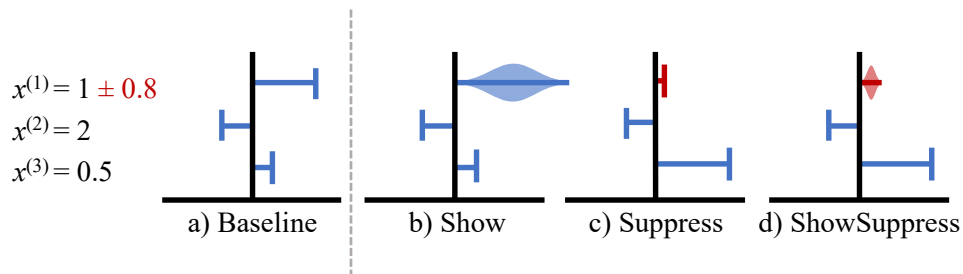 x⁽¹⁾ = 1 ± 0.8
x⁽²⁾ = 2
x⁽³⁾ = 0.5
a) Baseline
b) Show
c) Suppress
d) ShowSuppress